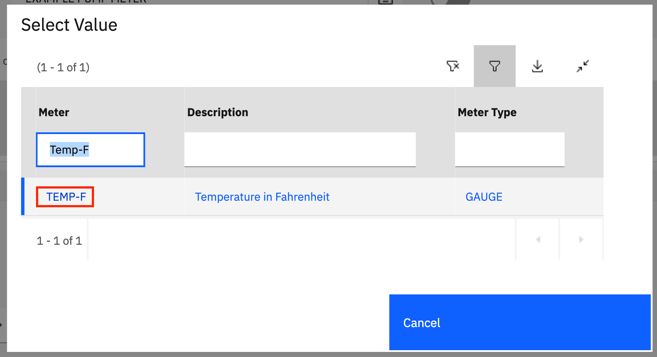 EXAMPLE PUMP METER
Select Value
(1 - 1 of 1)
Meter Description Meter Type
Temp-F
TEMP-F Temperature in Fahrenheit GAUGE
1 - 1 of 1
Cancel